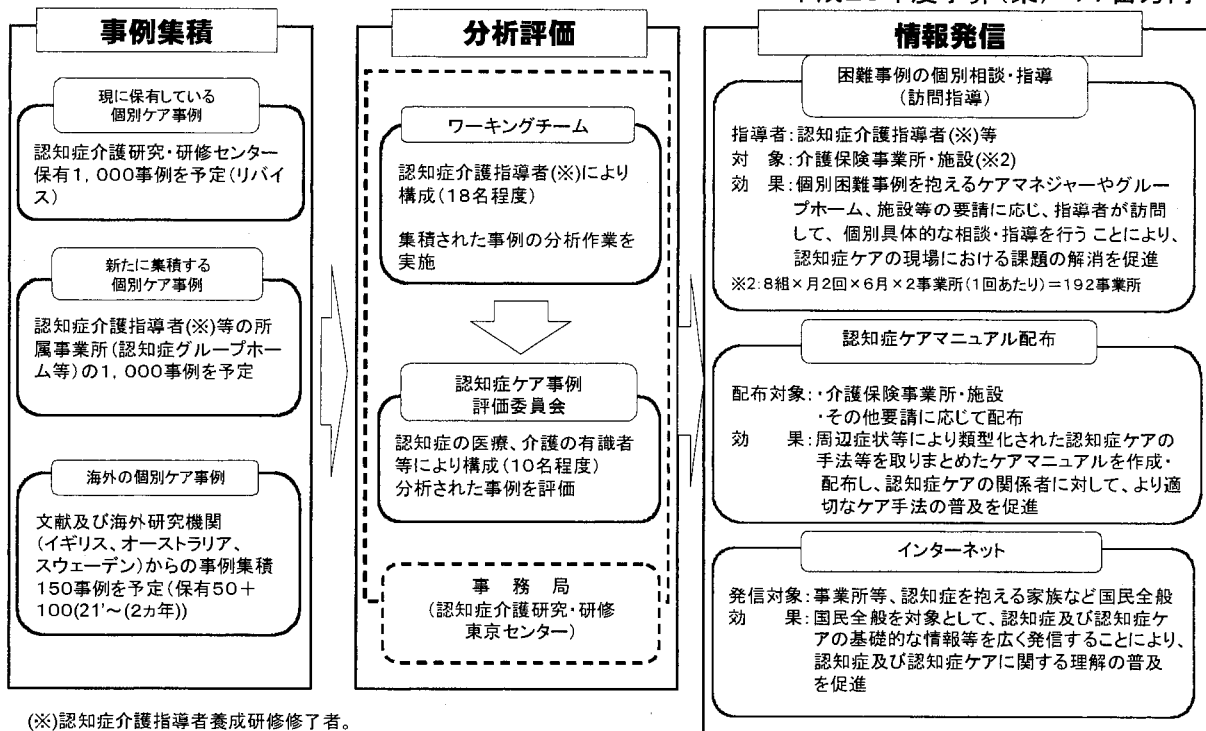 事例集積
現に保有している
個別ケア事例
認知症介護研究・研修センター
保有1,000事例を予定(リバイ
ス)
新たに集積する
個別ケア事例
認知症介護指導者(※)等の所
属事業所(認知症グループホー
ム等)の1,000事例を予定
海外の個別ケア事例
文献及び海外研究機関
(イギリス、オーストラリア、
スウェーデン)からの事例集積
150事例を予定(保有50+
100(21'~(2ヵ年))
分析評価
ワーキングチーム
認知症介護指導者(※)により
構成(18名程度)
集積された事例の分析作業を
実施
認知症ケア事例
評価委員会
認知症の医療、介護の有識者
等により構成(10名程度)
分析された事例を評価
事務局
(認知症介護研究・研修
東京センター)
情報発信
困難事例の個別相談・指導
(訪問指導)
指導者:認知症介護指導者(※)等
対 象:介護保険事業所・施設(※2)
効 果:個別困難事例を抱えるケアマネジャーやグルー
プホーム、施設等の要請に応じ、指導者が訪問
して、個別具体的な相談・指導を行うことにより、
認知症ケアの現場における課題の解消を促進
※2:8組×月2回×6月×2事業所(1回あたり)=192事業所
認知症ケアマニュアル配布
配布対象:・介護保険事業所・施設
・その他要請に応じて配布
効 果:周辺症状等により類型化された認知症ケアの
手法等を取りまとめたケアマニュアルを作成・
配布し、認知症ケアの関係者に対して、より適
切なケア手法の普及を促進
インターネット
発信対象:事業所等、認知症を抱える家族など国民全般
効 果:国民全般を対象として、認知症及び認知症ケ
アの基礎的な情報等を広く発信することにより、
認知症及び認知症ケアに関する理解の普及
を促進
(※)認知症介護指導者養成研修修了者。